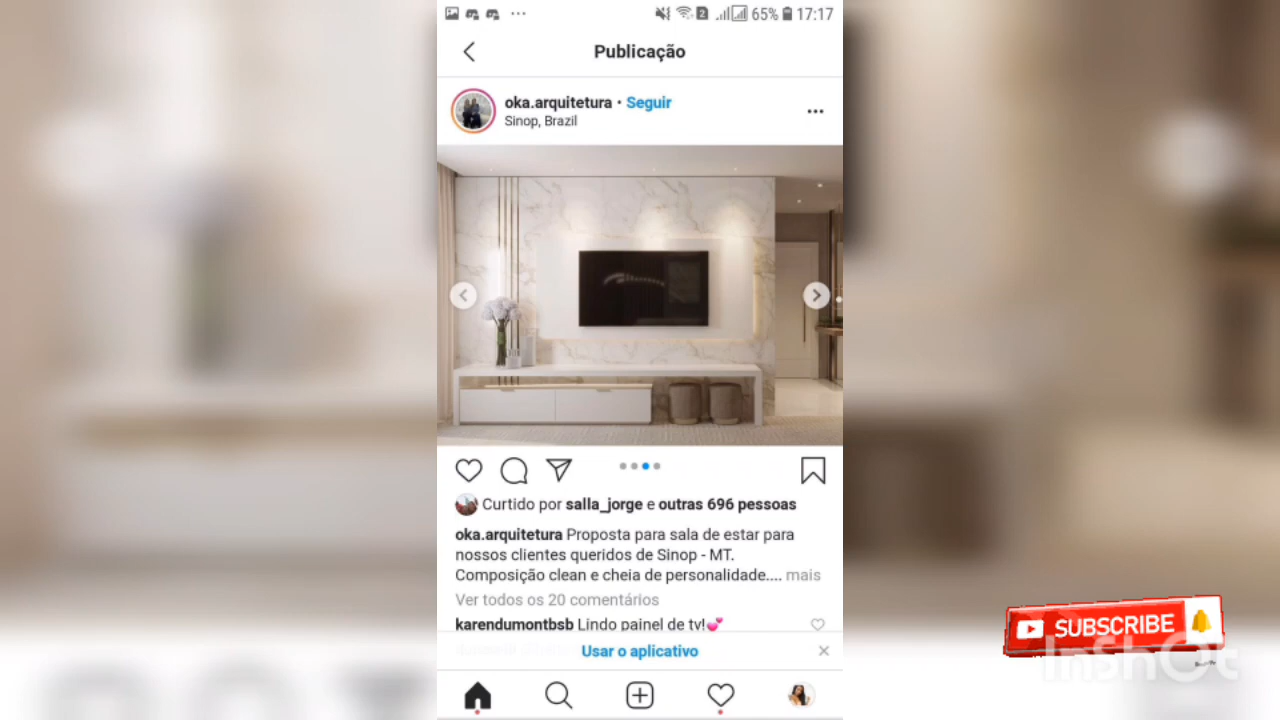 65% 17:17
Publicação
oka.arquitetura • Seguir
Sinop, Brazil
Curtido por salla_jorge e outras 696 pessoas
oka.arquitetura Proposta para sala de estar para
nossos clientes queridos de Sinop - MT.
Composição clean e cheia de personalidade.... mais
Ver todos os 20 comentários
karendumontbsb Lindo painel de tv!💕
Usar o aplicativo
SUBSCRIBE
InShOt